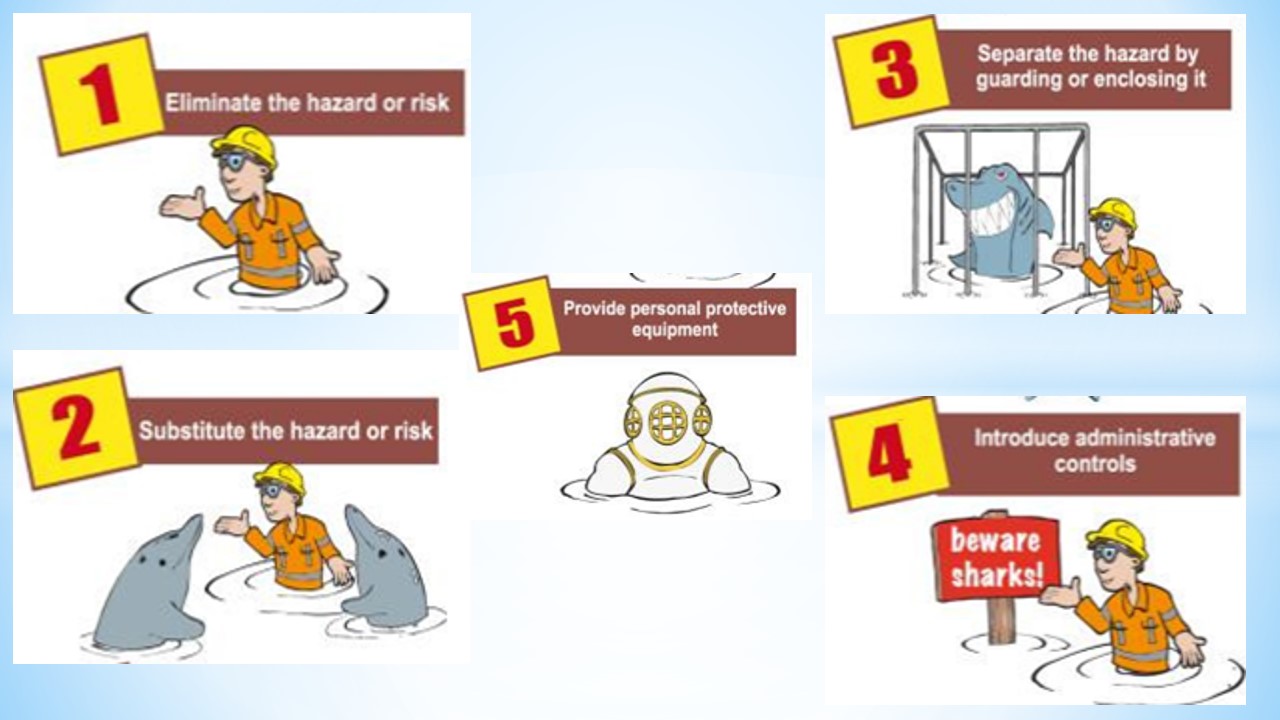 1
Eliminate the hazard or risk
2
Substitute the hazard or risk
3
Separate the hazard by
guarding or enclosing it
4
Introduce administrative
controls
beware
sharks!
5
Provide personal protective
equipment